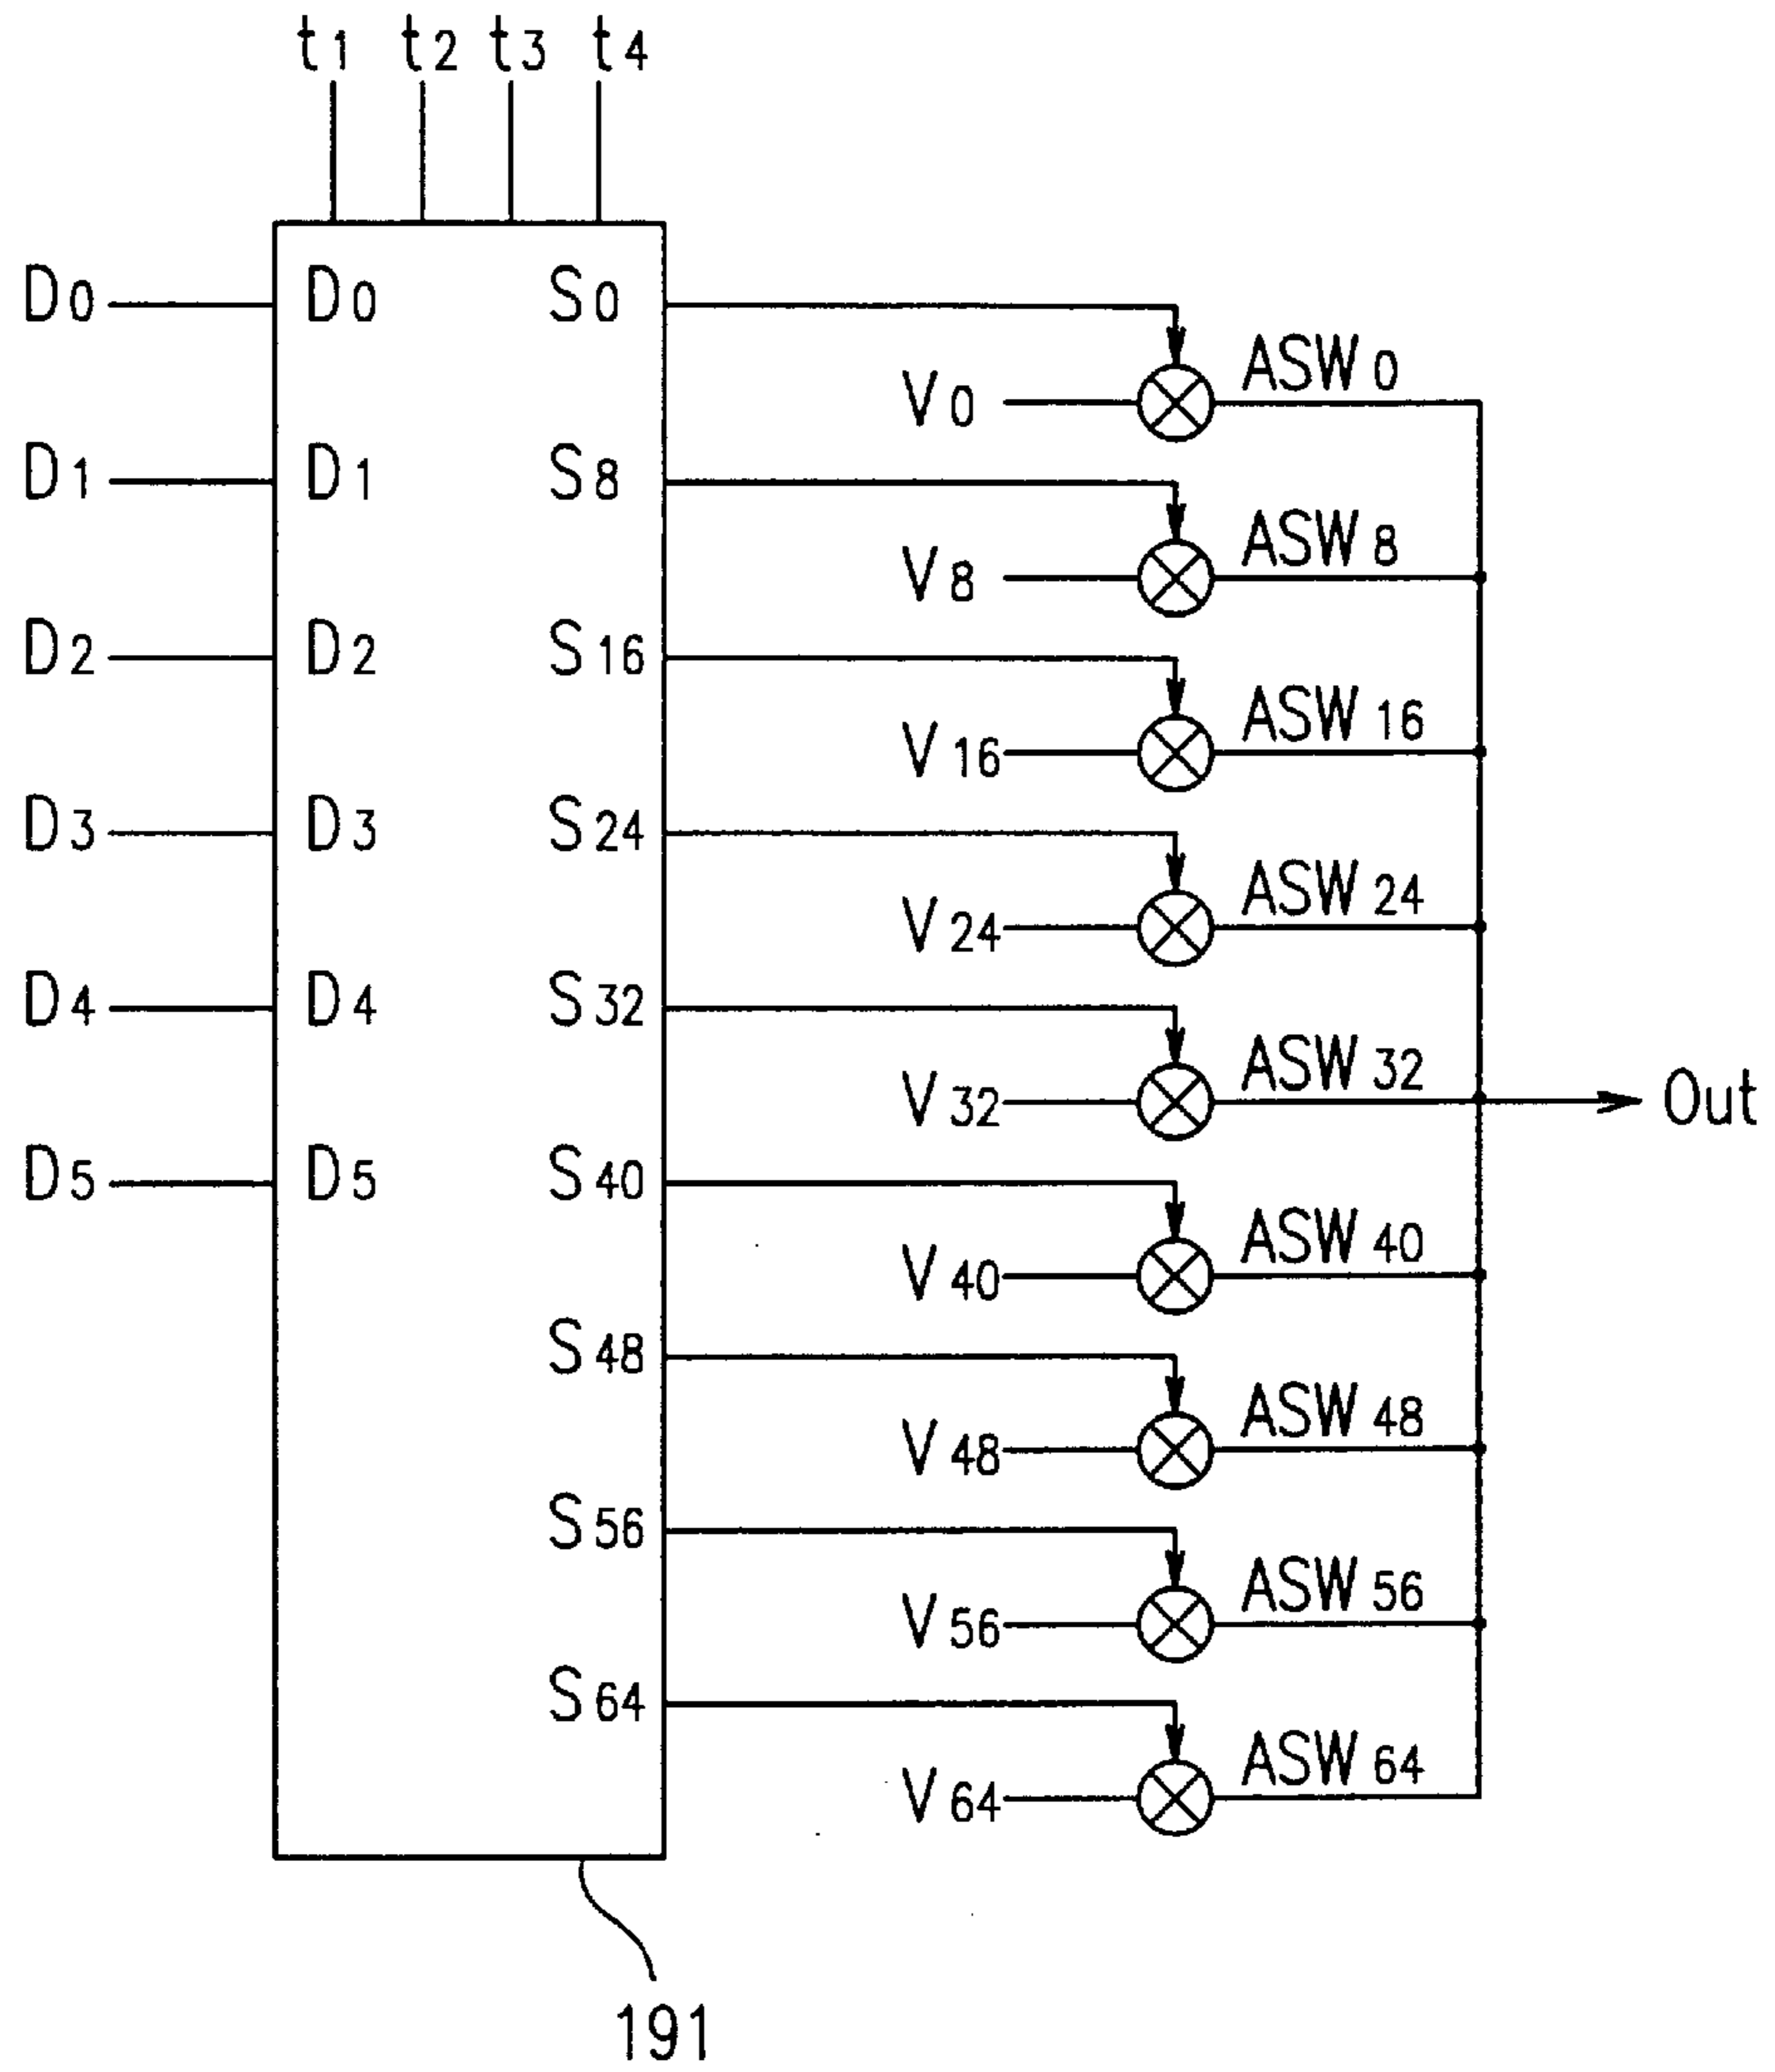 t1 t2 t3 t4
D0 D0 S0
V0 ASW0
D1 D1 S8
V8 ASW8
D2 D2 S16
V16 ASW16
D3 D3 S24
V24 ASW24
D4 D4 S32
V32 ASW32
Out
D5 D5 S40
V40 ASW40
S48
V48 ASW48
S56
V56 ASW56
S64
V64 ASW64
191